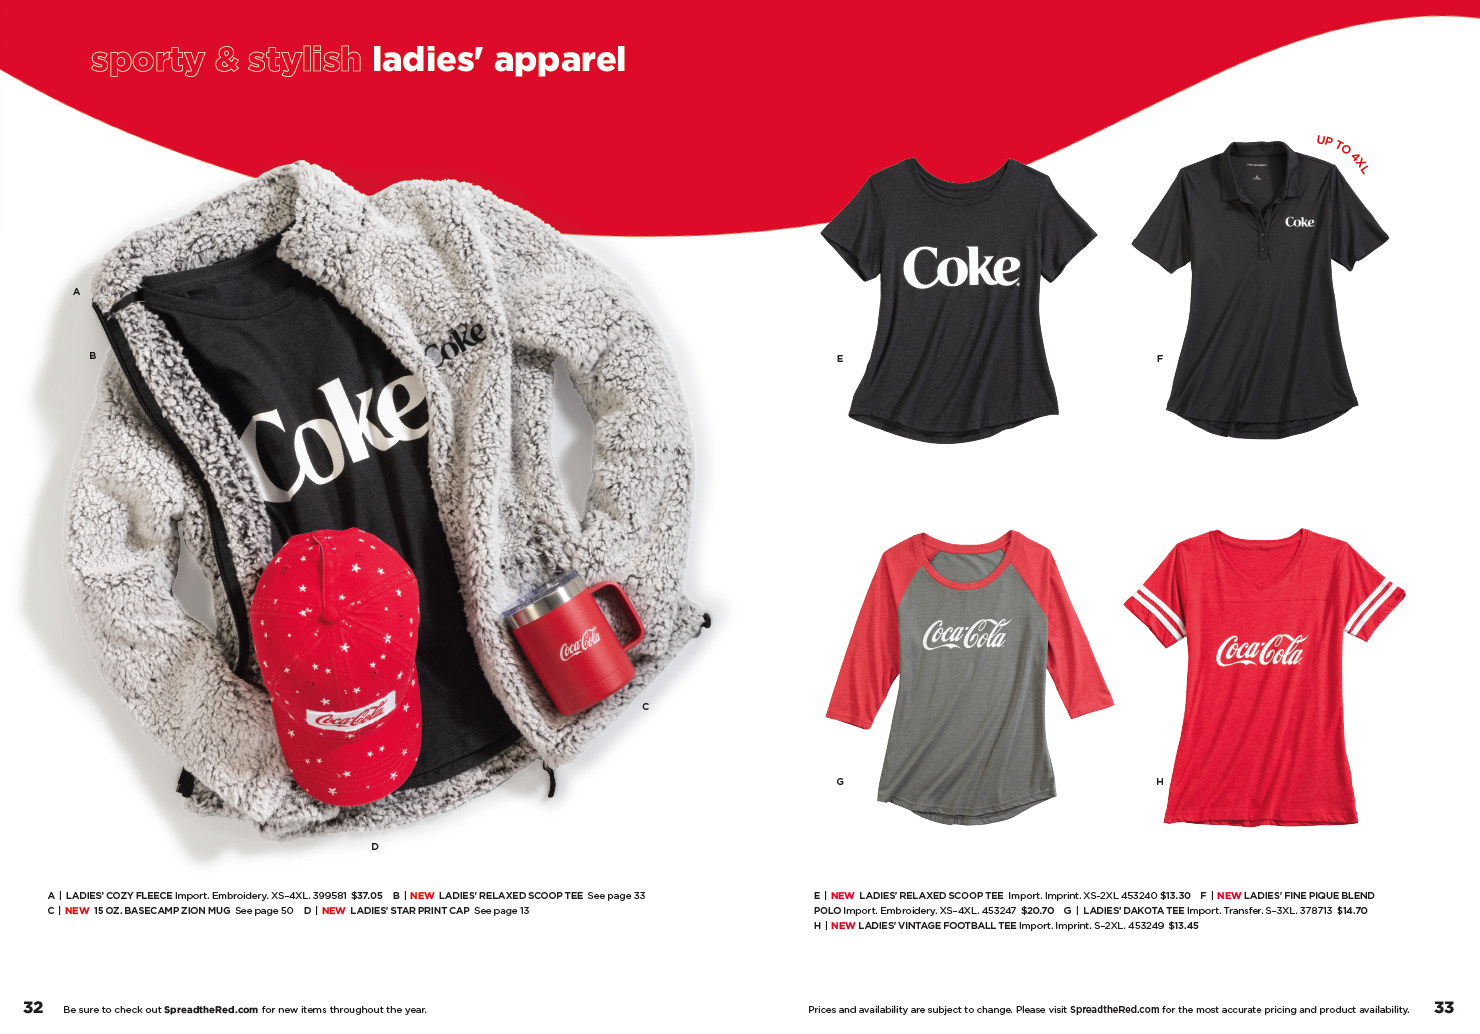 sporty & stylish ladies' apparel
UP TO 4XL
A
B
Coke
Coke
Coca-Cola
Coca-Cola
C
D
Coke
E
Coke
F
Coca-Cola
G
Coca-Cola
H
A | LADIES' COZY FLEECE Import. Embroidery. XS–4XL. 399581 $37.05 B | NEW LADIES' RELAXED SCOOP TEE See page 33
C | NEW 15 OZ. BASECAMP ZION MUG See page 50 D | NEW LADIES' STAR PRINT CAP See page 13
E | NEW LADIES' RELAXED SCOOP TEE Import. Imprint. XS-2XL 453240 $13.30 F | NEW LADIES' FINE PIQUE BLEND
POLO Import. Embroidery. XS–4XL. 453247 $20.70 G | LADIES' DAKOTA TEE Import. Transfer. S–3XL. 378713 $14.70
H | NEW LADIES' VINTAGE FOOTBALL TEE Import. Imprint. S–2XL. 453249 $13.45
32 Be sure to check out SpreadtheRed.com for new items throughout the year.
Prices and availability are subject to change. Please visit SpreadtheRed.com for the most accurate pricing and product availability. 33